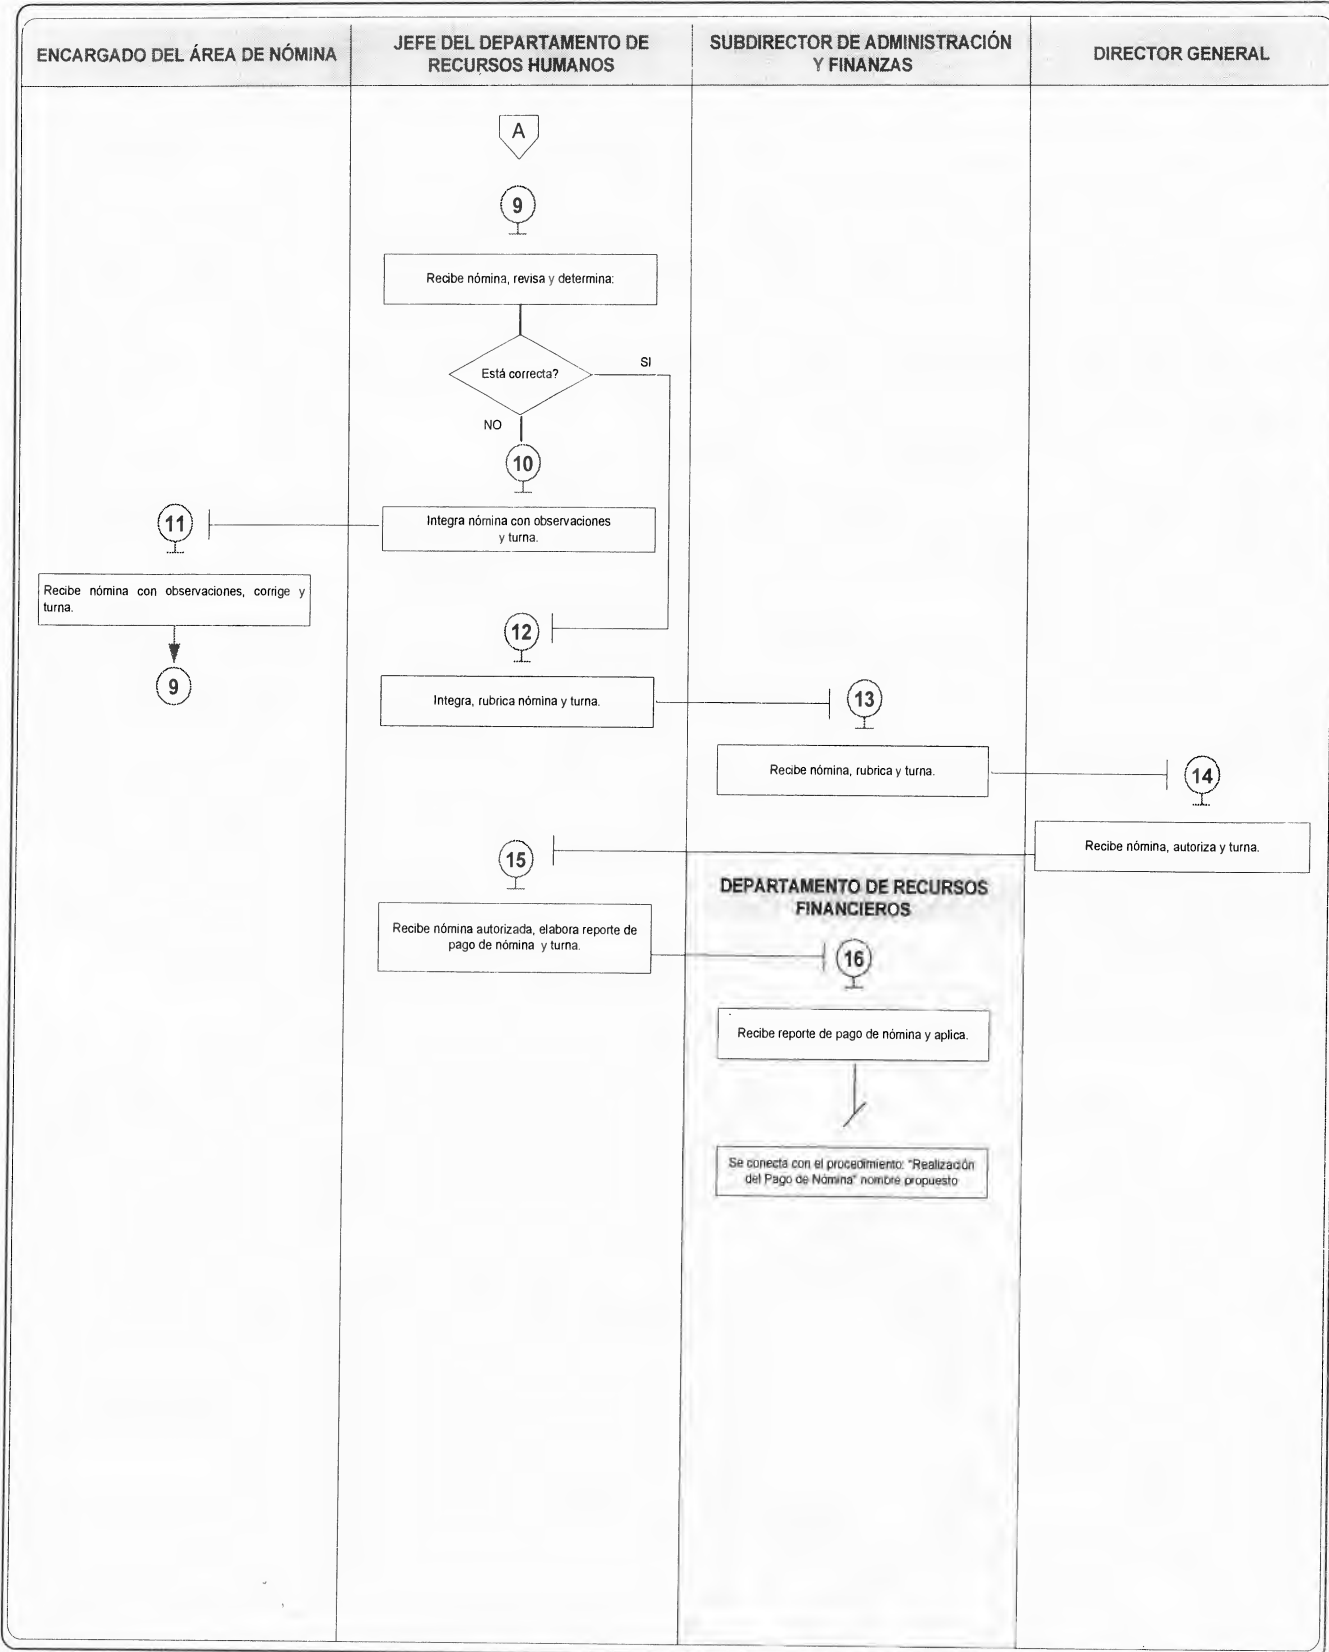 ENCARGADO DEL ÁREA DE NÓMINA
JEFE DEL DEPARTAMENTO DE
RECURSOS HUMANOS
SUBDIRECTOR DE ADMINISTRACIÓN
Y FINANZAS
DIRECTOR GENERAL
A
9
Recibe nómina, revisa y determina:
Está correcta?
SI
NO
10
Integra nómina con observaciones
y turna.
11
Recibe nómina con observaciones, corrige y
turna.
9
12
Integra, rubrica nómina y turna.
13
Recibe nómina, rubrica y turna.
14
Recibe nómina, autoriza y turna.
15
Recibe nómina autorizada, elabora reporte de
pago de nómina y turna.
DEPARTAMENTO DE RECURSOS
FINANCIEROS
16
Recibe reporte de pago de nómina y aplica.
Se conecta con el procedimiento: "Realización
del Pago de Nómina" nombre propuesto